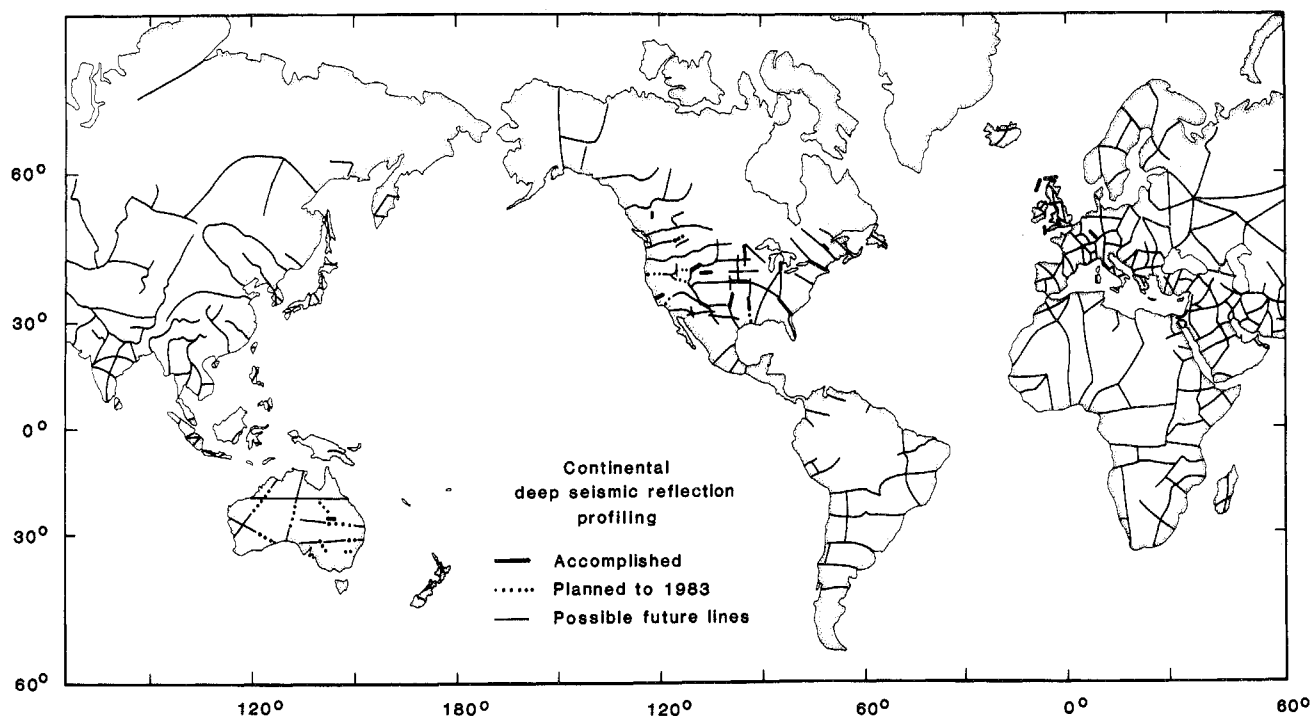 60°
30°
0°
30°
60°
Continental
deep seismic reflection
profiling
Accomplished
Planned to 1983
Possible future lines
120°
180°
120°
60°
0°
60°